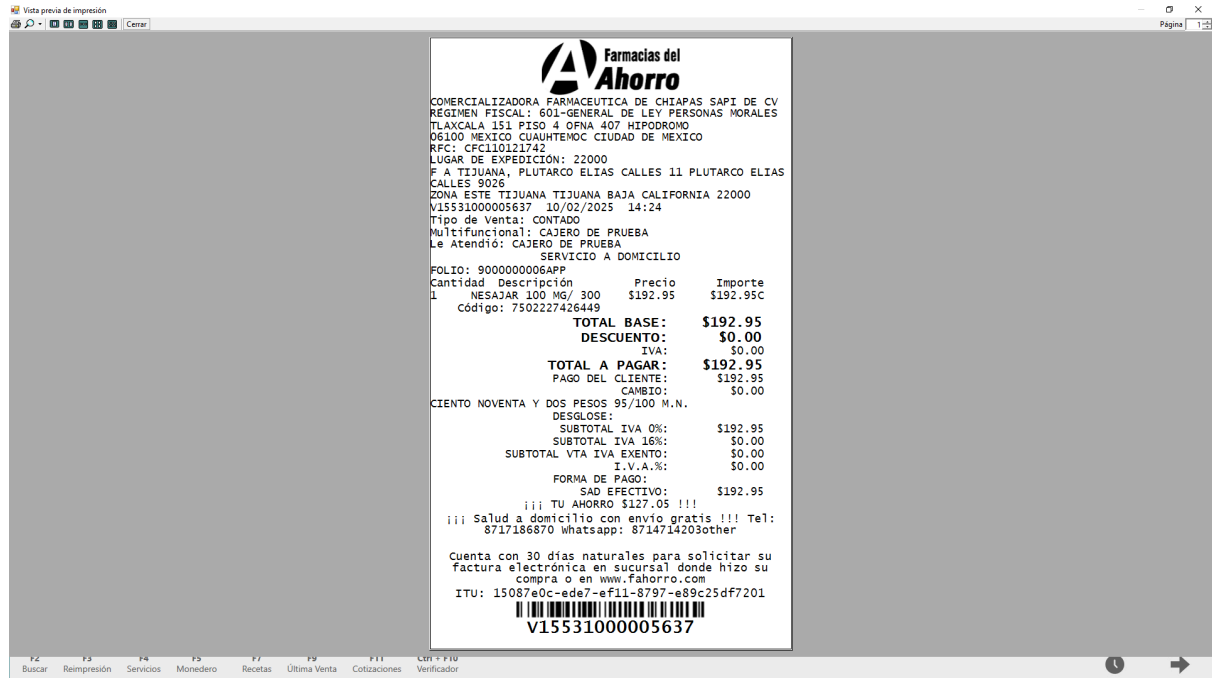 Vista previa de impresión
Cerrar
Página 1
Farmacias del
Ahorro
COMERCIALIZADORA FARMACEUTICA DE CHIAPAS SAPI DE CV
RÉGIMEN FISCAL: 601-GENERAL DE LEY PERSONAS MORALES
TLAXCALA 151 PISO 4 OFNA 407 HIPODROMO
06100 MEXICO CUAUHTEMOC CIUDAD DE MEXICO
RFC: CFC110121742
LUGAR DE EXPEDICIÓN: 22000
F A TIJUANA, PLUTARCO ELIAS CALLES 11 PLUTARCO ELIAS
CALLES 9026
ZONA ESTE TIJUANA TIJUANA BAJA CALIFORNIA 22000
V15531000005637 10/02/2025 14:24
Tipo de Venta: CONTADO
Multifuncional: CAJERO DE PRUEBA
Le Atendió: CAJERO DE PRUEBA
SERVICIO A DOMICILIO
FOLIO: 9000000006APP
Cantidad Descripción Precio Importe
1 NESAJAR 100 MG/ 300 $192.95 $192.95C
Código: 7502227426449
TOTAL BASE: $192.95
DESCUENTO: $0.00
IVA: $0.00
TOTAL A PAGAR: $192.95
PAGO DEL CLIENTE: $192.95
CAMBIO: $0.00
CIENTO NOVENTA Y DOS PESOS 95/100 M.N.
DESGLOSE:
SUBTOTAL IVA 0%: $192.95
SUBTOTAL IVA 16%: $0.00
SUBTOTAL VTA IVA EXENTO: $0.00
I.V.A.%: $0.00
FORMA DE PAGO:
SAD EFECTIVO: $192.95
¡¡¡ TU AHORRO $127.05 !!!
¡¡¡ Salud a domicilio con envío gratis !!! Tel:
8717186870 Whatsapp: 8714714203other
Cuenta con 30 días naturales para solicitar su
factura electrónica en sucursal donde hizo su
compra o en www.fahorro.com
ITU: 15087e0c-ede7-ef11-8797-e89c25df7201
V15531000005637
F2 F3 F4 F5 F7 F9 F11 Ctrl + F10
Buscar Reimpresión Servicios Monedero Recetas Última Venta Cotizaciones Verificador